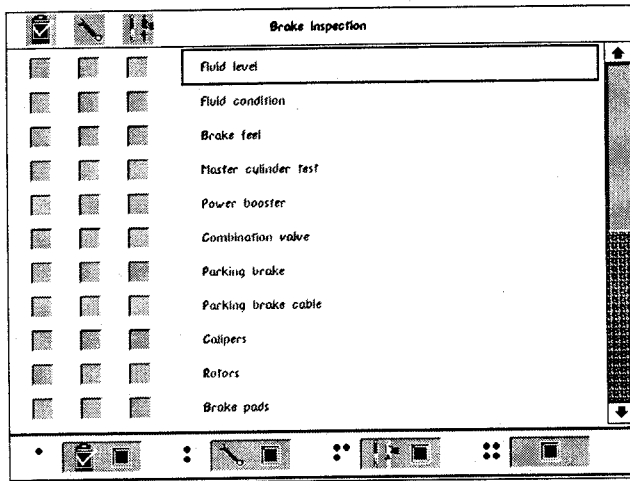 Brake Inspection
Fluid level
Fluid condition
Brake feel
Master cylinder test
Power booster
Combination valve
Parking brake
Parking brake cable
Calipers
Rotors
Brake pads